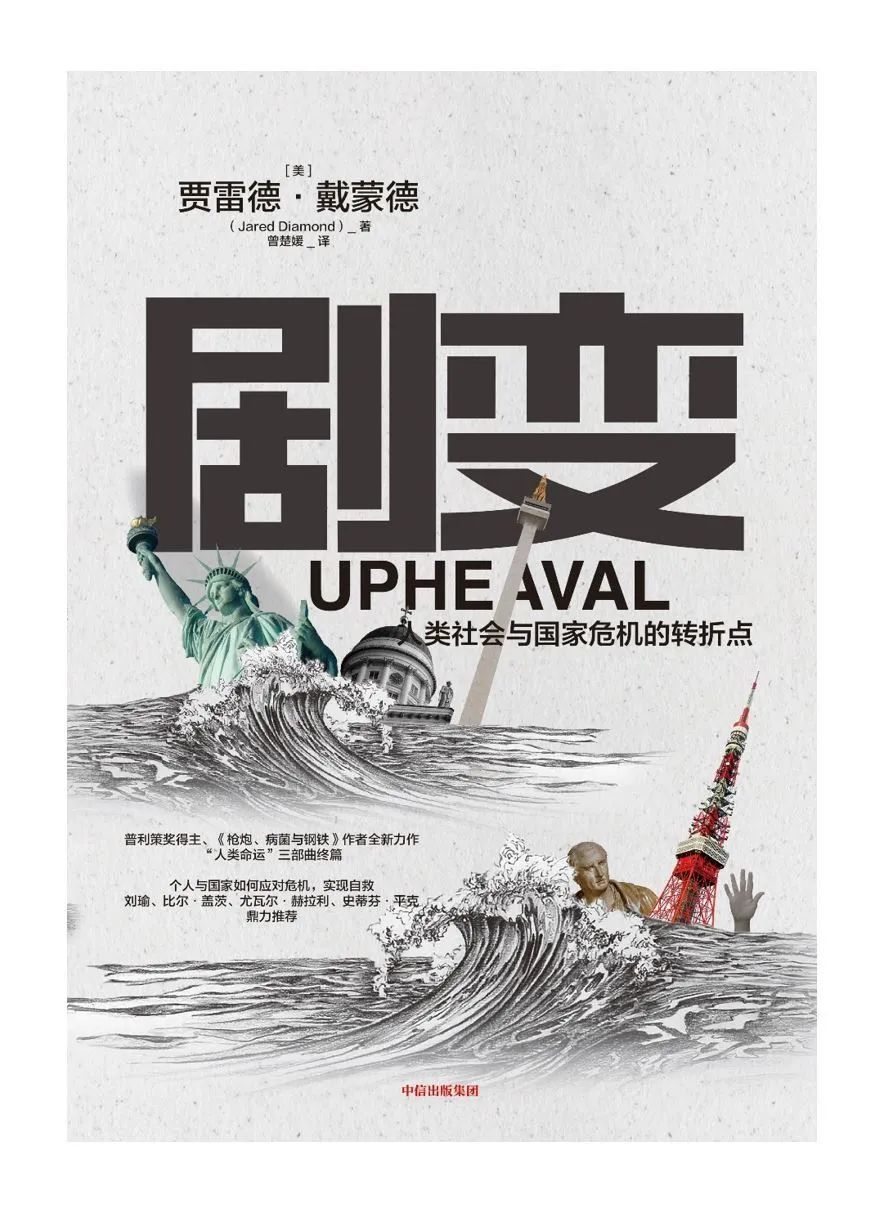 [美]
贾雷德·戴蒙德
(Jared Diamond)_著
曾楚媛_译
剧变
UPHEAVAL
人类社会与国家危机的转折点
普利策奖得主、《枪炮、病菌与钢铁》作者全新力作
“人类命运”三部曲终篇
个人与国家如何应对危机，实现自救
刘瑜、比尔·盖茨、尤瓦尔·赫拉利、史蒂芬·平克
鼎力推荐
中信出版集团